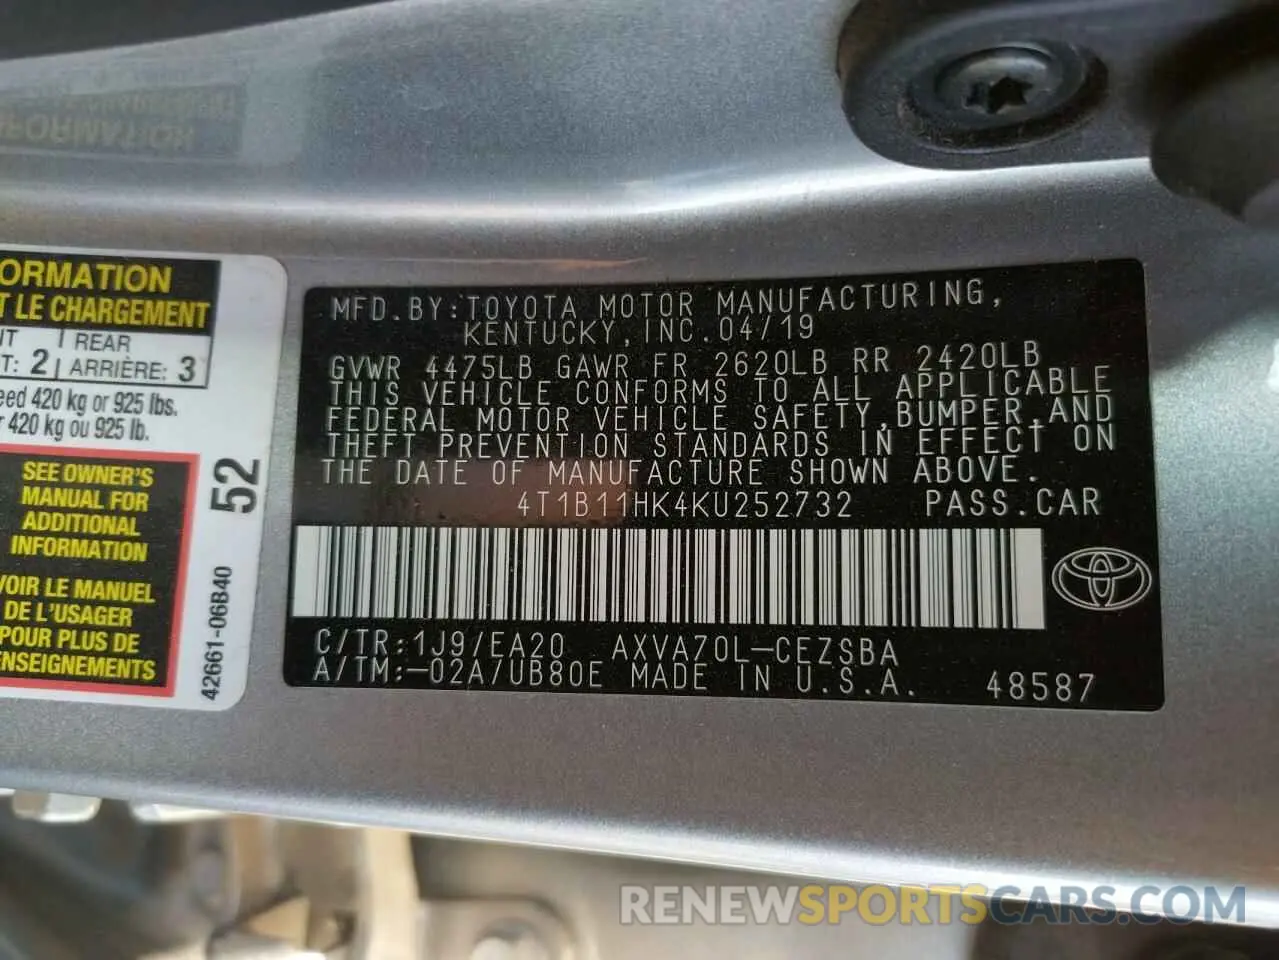 ORMATION
T LE CHARGEMENT
NT REAR
T: 2 ARRIÈRE: 3
eed 420 kg or 925 lbs.
r 420 kg ou 925 lb.
SEE OWNER'S
MANUAL FOR
ADDITIONAL
INFORMATION
VOIR LE MANUEL
DE L'USAGER
POUR PLUS DE
ENSEIGNEMENTS
52
42661-06B40
MFD.BY:TOYOTA MOTOR MANUFACTURING,
KENTUCKY,INC.04/19
GVWR 4475LB GAWR FR 2620LB RR 2420LB
THIS VEHICLE CONFORMS TO ALL APPLICABLE
FEDERAL MOTOR VEHICLE SAFETY,BUMPER,AND
THEFT PREVENTION STANDARDS IN EFFECT ON
THE DATE OF MANUFACTURE SHOWN ABOVE.
4T1B11HK4KU252732 PASS.CAR
C/TR:1J9/EA20 AXVA70L-CEZSBA
A/TM:-02A/UB80E MADE IN U.S.A. 48587
RENEWSPORTSCARS.COM